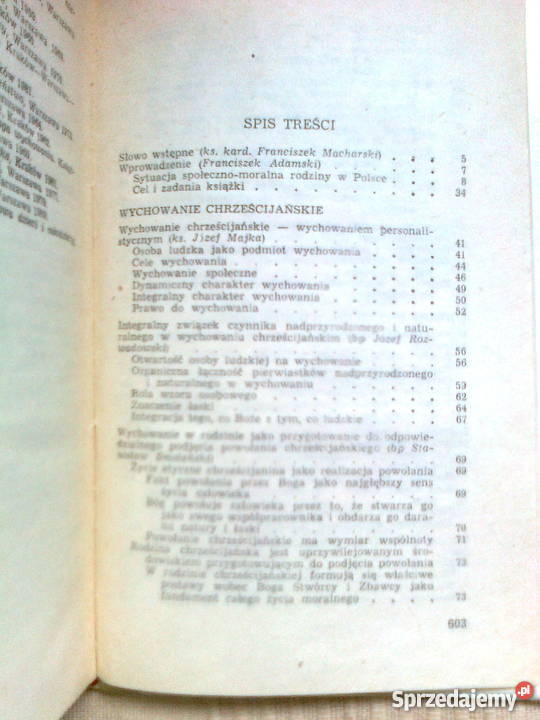 SPIS TREŚCI
Słowo wstępne (ks. kard. Franciszek Macharski) . . . 5
Wprowadzenie (Franciszek Adamski) . . . . . 7
Sytuacja społeczno-moralna rodziny w Polsce . . . 8
Cel i zadania książki . . . . . . . . 34
WYCHOWANIE CHRZEŚCIJAŃSKIE
Wychowanie chrześcijańskie — wychowaniem personali-
stycznym (ks. Józef Majka) . . . . . . . 41
Osoba ludzka jako podmiot wychowania . . . . 41
Cele wychowania . . . . . . . . . 44
Wychowanie społeczne . . . . . . . . 46
Dynamiczny charakter wychowania . . . . . 49
Integralny charakter wychowania . . . . . 50
Prawo do wychowania . . . . . . . . 52
Integralny związek czynnika nadprzyrodzonego i natu-
ralnego w wychowaniu chrześcijańskim (bp Józef Roz-
wadowski) . . . . . . . . . . 56
Otwartość osoby ludzkiej na wychowanie . . . . 56
Organiczna łączność pierwiastków nadprzyrodzonego
i naturalnego w wychowaniu . . . . . . 59
Rola wzoru osobowego . . . . . . . . 62
Znaczenie łaski . . . . . . . . . 64
Integracja tego, co Boże z tym, co ludzkie . . . . 67
Wychowanie w rodzinie jako przygotowanie do odpowie-
dzialnego podjęcia powołania chrześcijańskiego (bp Sta-
nisław Smoleński) . . . . . . . . 69
Życie etyczne chrześcijanina jako realizacja powołania 69
Fakt powołania przez Boga jako najgłębszy sens
życia człowieka . . . . . . . . 69
Bóg powołuje człowieka przez to, że stwarza go
jako swego współpracownika i obdarza go dara-
mi natury i łaski . . . . . . . . 70
Powołanie chrześcijańskie ma wymiar wspólnoty 71
Rodzina chrześcijańska jest uprzywilejowanym śro-
dowiskiem przygotowującym do podjęcia powołania 73
W rodzinie chrześcijańskiej formują się właściwe
postawy wobec Boga Stwórcy i Zbawcy jako
fundament całego życia moralnego . . . . 73
603
Sprzedajemy.pl